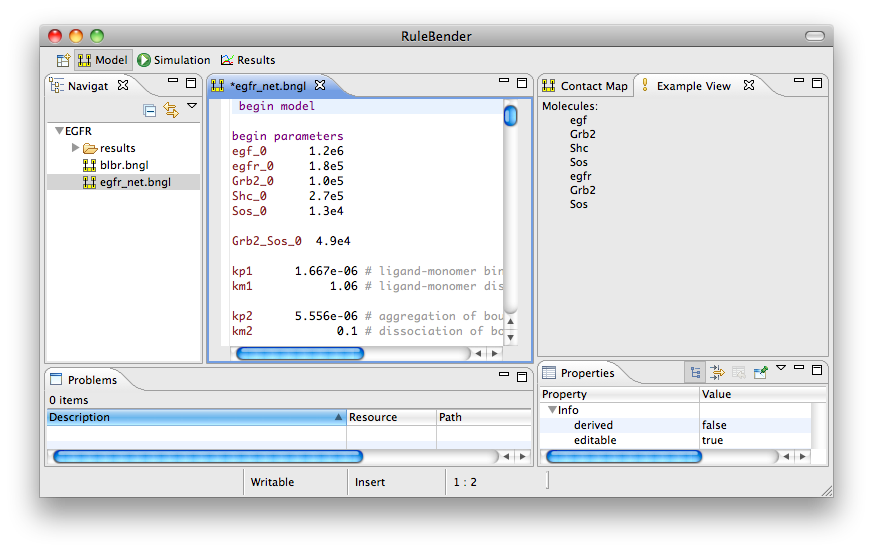 RuleBender
Model Simulation Results
Navigat
EGFR
results
blbr.bngl
egfr_net.bngl
*egfr_net.bngl
begin model
begin parameters
egf_0 1.2e6
egfr_0 1.8e5
Grb2_0 1.0e5
Shc_0 2.7e5
Sos_0 1.3e4
Grb2_Sos_0 4.9e4
kp1 1.667e-06 # ligand-monomer bin
km1 1.06 # ligand-monomer dis
kp2 5.556e-06 # aggregation of bou
km2 0.1 # dissociation of bo
Contact Map Example View
Molecules:
egf
Grb2
Shc
Sos
egfr
Grb2
Sos
Problems
0 items
Description Resource Path
Properties
Property Value
Info
derived false
editable true
Writable Insert 1 : 2